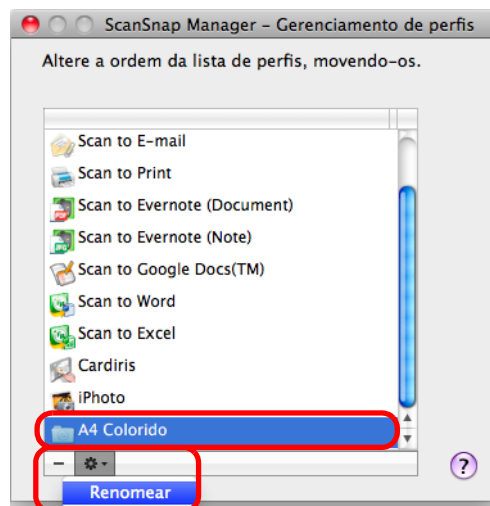 ScanSnap Manager – Gerenciamento de perfis
Altere a ordem da lista de perfis, movendo-os.
Scan to E-mail
Scan to Print
Scan to Evernote (Document)
Scan to Evernote (Note)
Scan to Google Docs(TM)
Scan to Word
Scan to Excel
Cardiris
iPhoto
A4 Colorido
?
Renomear